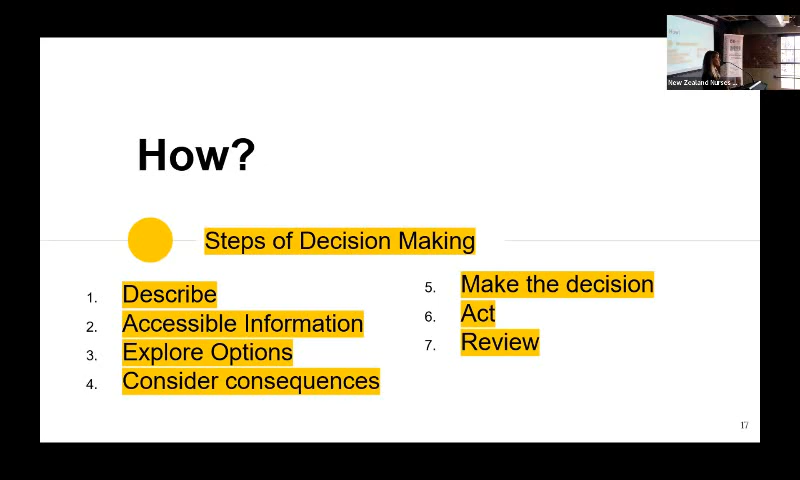 New Zealand Nurses ...
How?
Steps of Decision Making
1. Describe
2. Accessible Information
3. Explore Options
4. Consider consequences
5. Make the decision
6. Act
7. Review
17